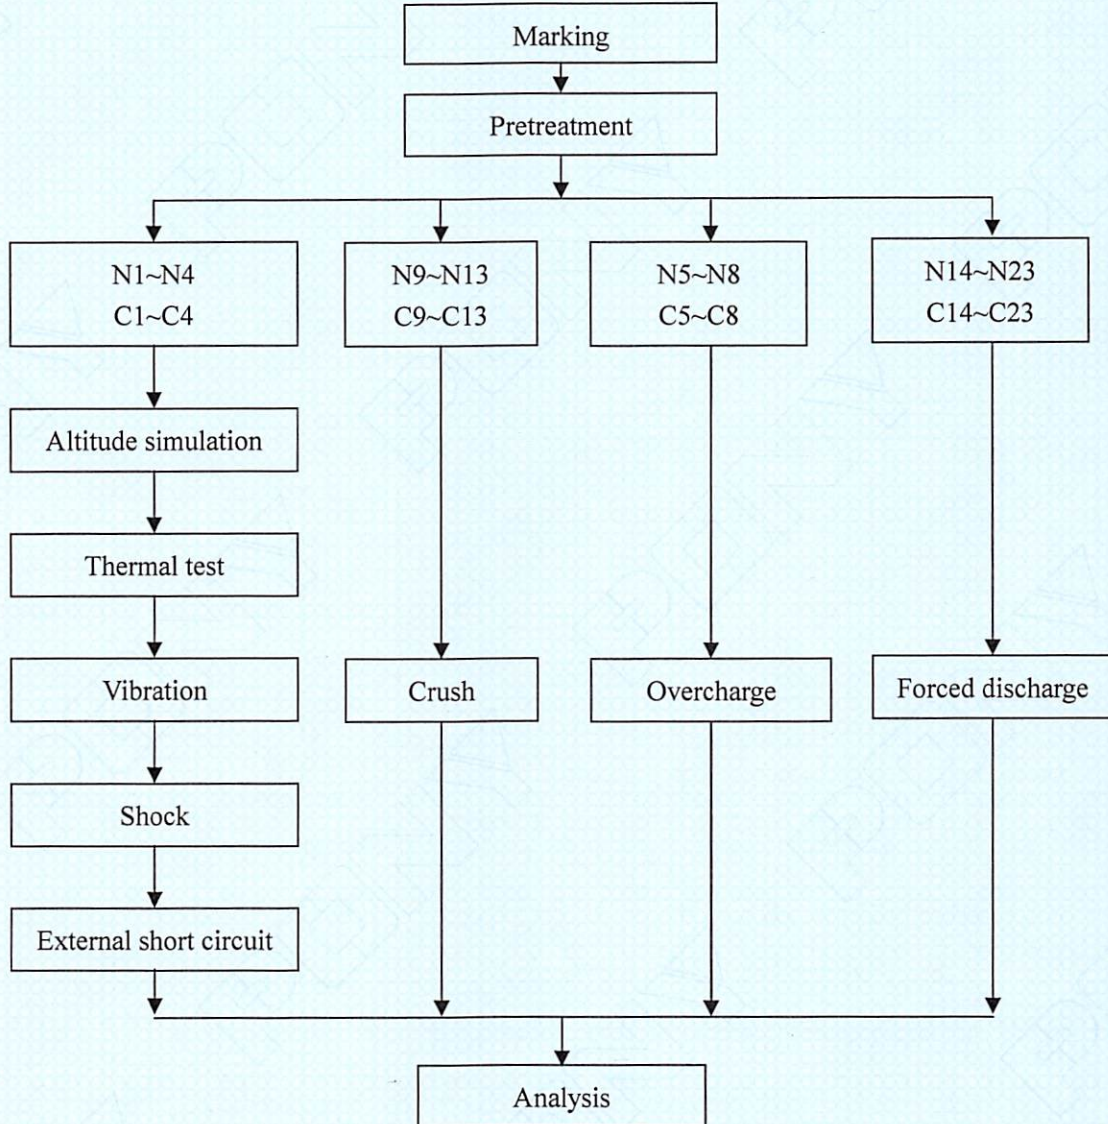 Marking
Pretreatment
N1~N4
C1~C4
N9~N13
C9~C13
N5~N8
C5~C8
N14~N23
C14~C23
Altitude simulation
Thermal test
Vibration
Crush
Overcharge
Forced discharge
Shock
External short circuit
Analysis